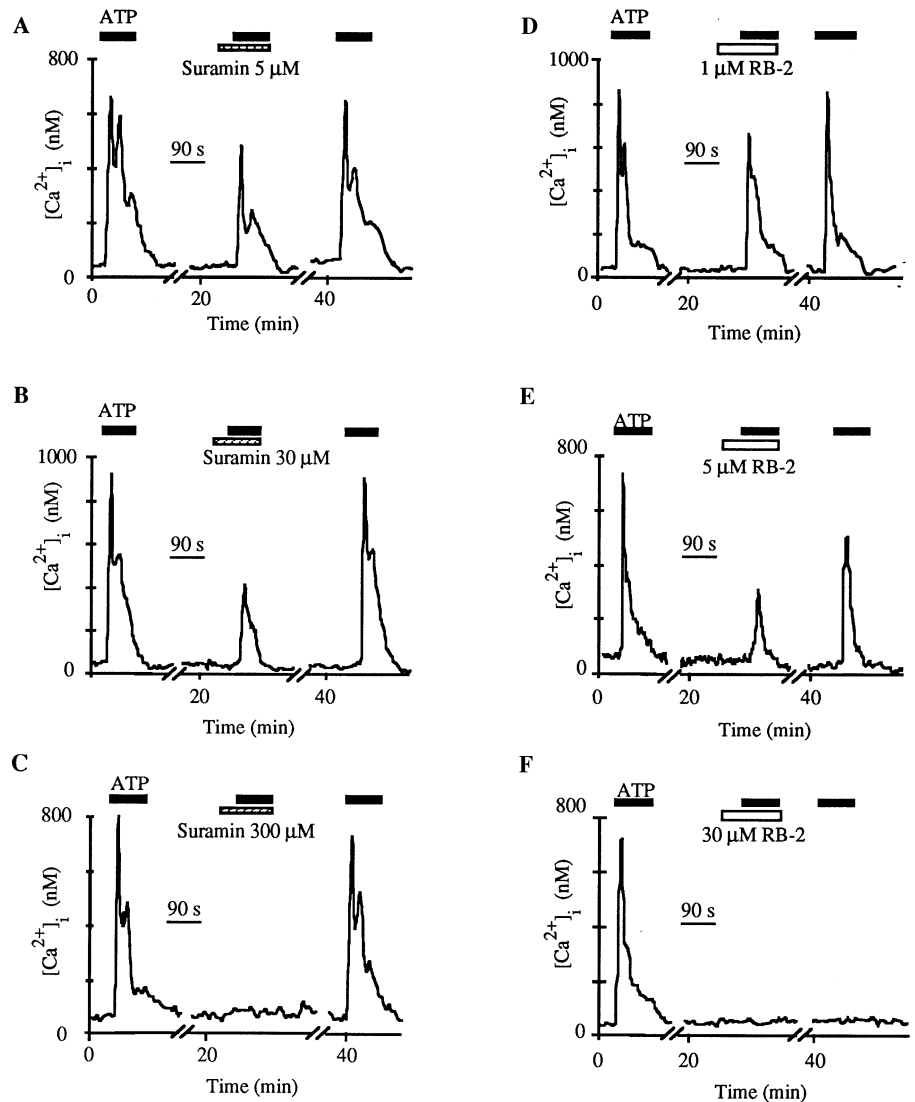 A
ATP
Suramin 5 µM
800
[Ca2+]i (nM)
90 s
0
0 20 40
Time (min)
B
ATP
Suramin 30 µM
1000
[Ca2+]i (nM)
90 s
0
0 20 40
Time (min)
C
ATP
Suramin 300 µM
800
[Ca2+]i (nM)
90 s
0
0 20 40
Time (min)
D
ATP
1 µM RB-2
1000
[Ca2+]i (nM)
90 s
0
0 20 40
Time (min)
E
ATP
5 µM RB-2
800
[Ca2+]i (nM)
90 s
0
0 20 40
Time (min)
F
ATP
30 µM RB-2
800
[Ca2+]i (nM)
90 s
0
0 20 40
Time (min)